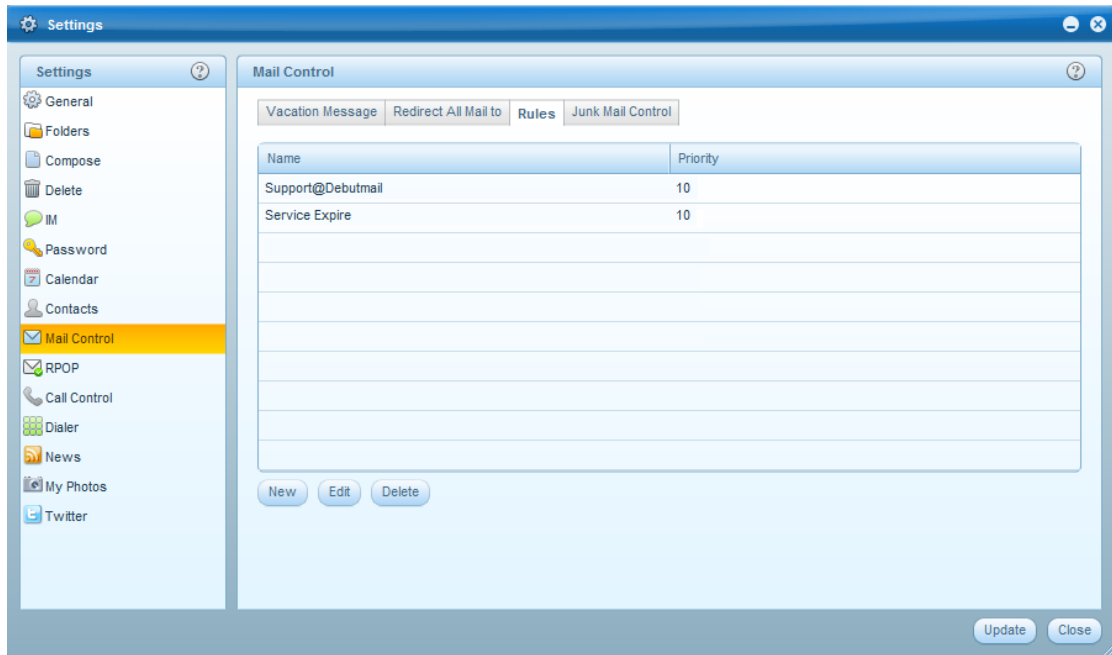 Settings
Settings
General
Folders
Compose
Delete
IM
Password
7 Calendar
Contacts
Mail Control
RPOP
Call Control
Dialer
News
My Photos
Twitter
?
Mail Control
?
Vacation Message Redirect All Mail to Rules Junk Mail Control
Name Priority
Support@Debutmail 10
Service Expire 10
New Edit Delete
Update Close